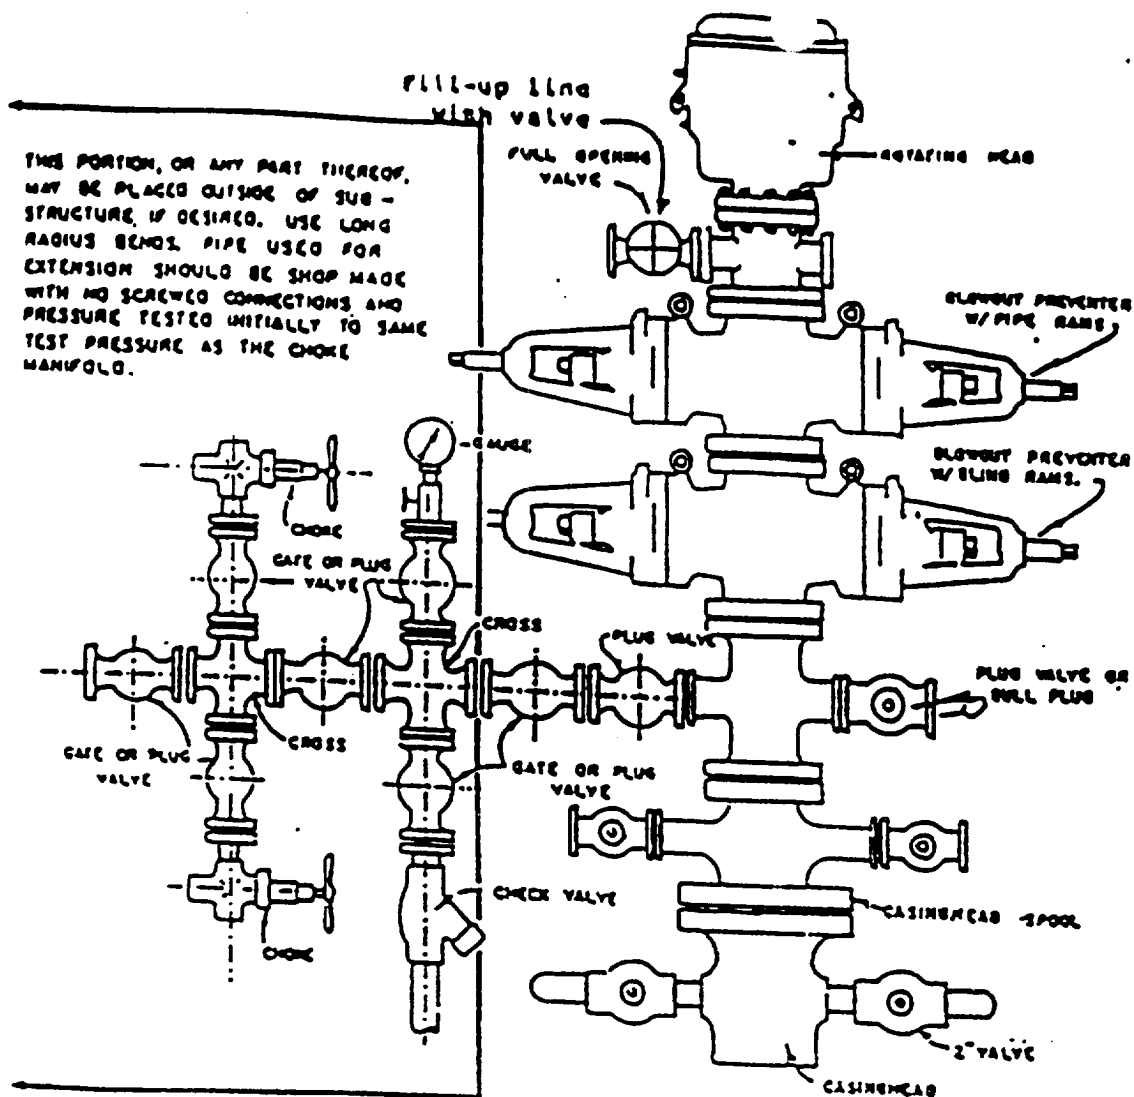 Fill-up line
with valve
FULL OPENING
VALVE
ROTATING HEAD
THIS PORTION, OR ANY PART THEREOF,
MAY BE PLACED OUTSIDE OF SUB-
STRUCTURE, IF DESIRED. USE LONG
RADIUS BENDS. PIPE USED FOR
EXTENSION SHOULD BE SHOP MADE
WITH NO SCREWED CONNECTIONS AND
PRESSURE TESTED INITIALLY TO SAME
TEST PRESSURE AS THE CHOKE
MANIFOLD.
BLOWOUT PREVENTER
W/ PIPE RAMS.
GAUGE
BLOWOUT PREVENTER
W/ BLIND RAMS.
CHOKE
GATE OR PLUG
VALVE
CROSS
PLUG VALVE
PLUG VALVE OR
BULL PLUG
CROSS
GATE OR PLUG
VALVE
GATE OR PLUG
VALVE
CHECK VALVE
CASINGHEAD SPOOL
CHOKE
2" VALVE
CASINGHEAD